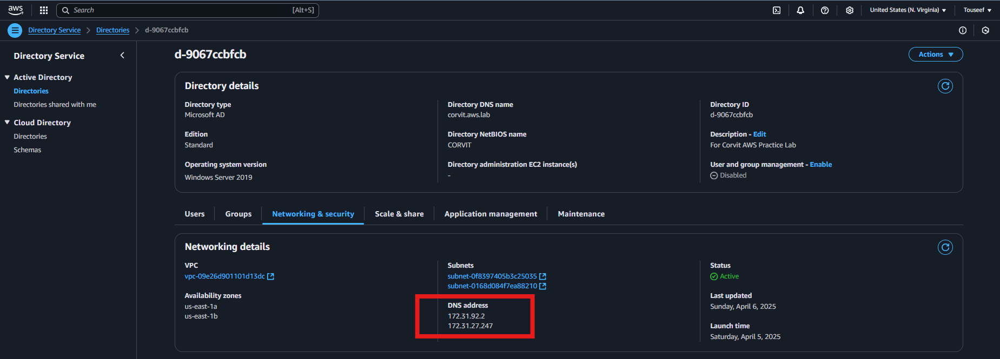 aws
Search
[Alt+S]
United States (N. Virginia)
Touseef
Directory Service
Directories
d-9067ccbfcb
Directory Service
Active Directory
Directories
Directories shared with me
Cloud Directory
Directories
Schemas
d-9067ccbfcb
Actions
Directory details
Directory type
Microsoft AD
Edition
Standard
Operating system version
Windows Server 2019
Directory DNS name
corvit.aws.lab
Directory NetBIOS name
CORVIT
Directory administration EC2 instance(s)
-
Directory ID
d-9067ccbfcb
Description - Edit
For Corvit AWS Practice Lab
User and group management - Enable
Disabled
Users
Groups
Networking & security
Scale & share
Application management
Maintenance
Networking details
VPC
vpc-09e26d901101d13dc
Availability zones
us-east-1a
us-east-1b
Subnets
subnet-0f8397405b3c25035
subnet-0168d084f7ea88210
DNS address
172.31.92.2
172.31.27.247
Status
Active
Last updated
Sunday, April 6, 2025
Launch time
Saturday, April 5, 2025